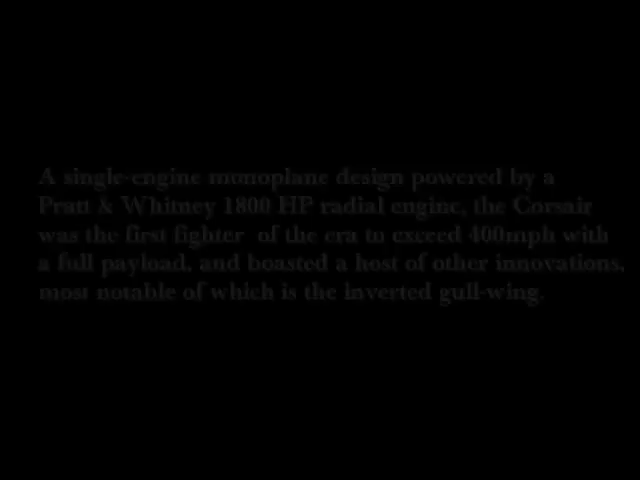 A single-engine monoplane design powered by a
Pratt & Whitney 1800 HP radial engine, the Corsair
was the first fighter  of the era to exceed 400mph with
a full payload, and boasted a host of other innovations,
most notable of which is the inverted gull-wing.